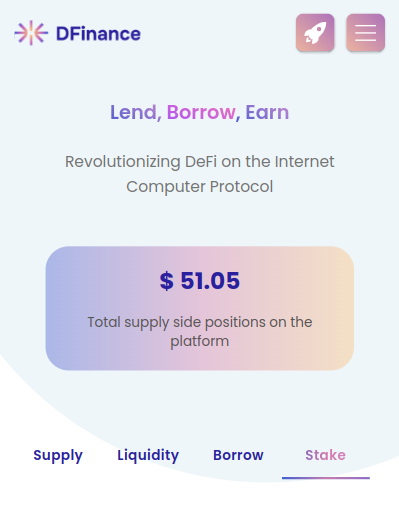 DFinance
Lend, Borrow, Earn
Revolutionizing DeFi on the Internet
Computer Protocol
$ 51.05
Total supply side positions on the
platform
Supply Liquidity Borrow Stake